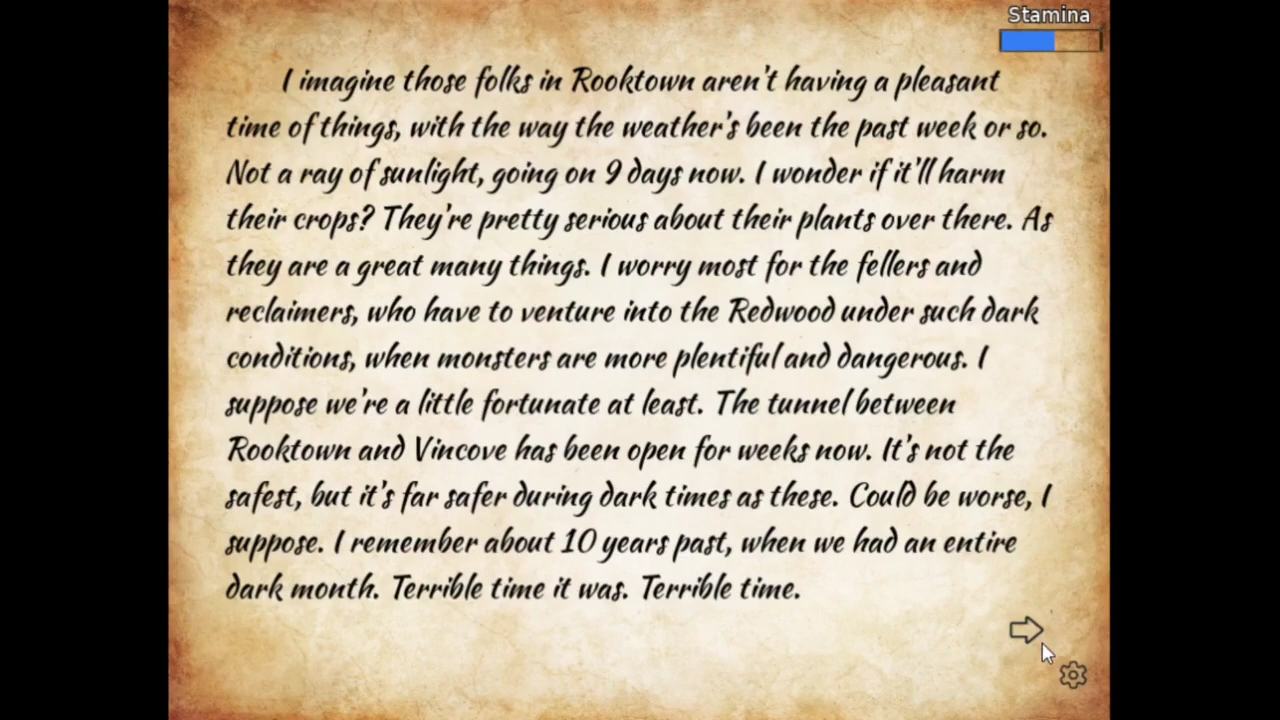 Stamina
I imagine those folks in Rooktown aren't having a pleasant
time of things, with the way the weather's been the past week or so.
Not a ray of sunlight, going on 9 days now. I wonder if it'll harm
their crops? They're pretty serious about their plants over there. As
they are a great many things. I worry most for the fellers and
reclaimers, who have to venture into the Redwood under such dark
conditions, when monsters are more plentiful and dangerous. I
suppose we're a little fortunate at least. The tunnel between
Rooktown and Vincove has been open for weeks now. It's not the
safest, but it's far safer during dark times as these. Could be worse, I
suppose. I remember about 10 years past, when we had an entire
dark month. Terrible time it was. Terrible time.